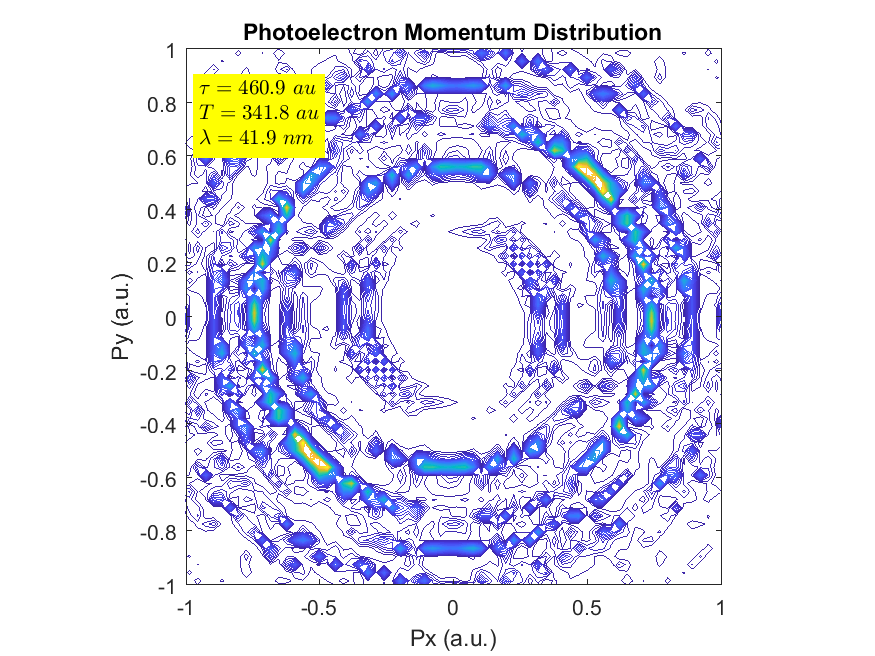 Photoelectron Momentum Distribution
τ = 460.9 au
T = 341.8 au
λ = 41.9 nm
1
0.8
0.6
0.4
0.2
0
-0.2
-0.4
-0.6
-0.8
-1
Py (a.u.)
-1 -0.5 0 0.5 1
Px (a.u.)